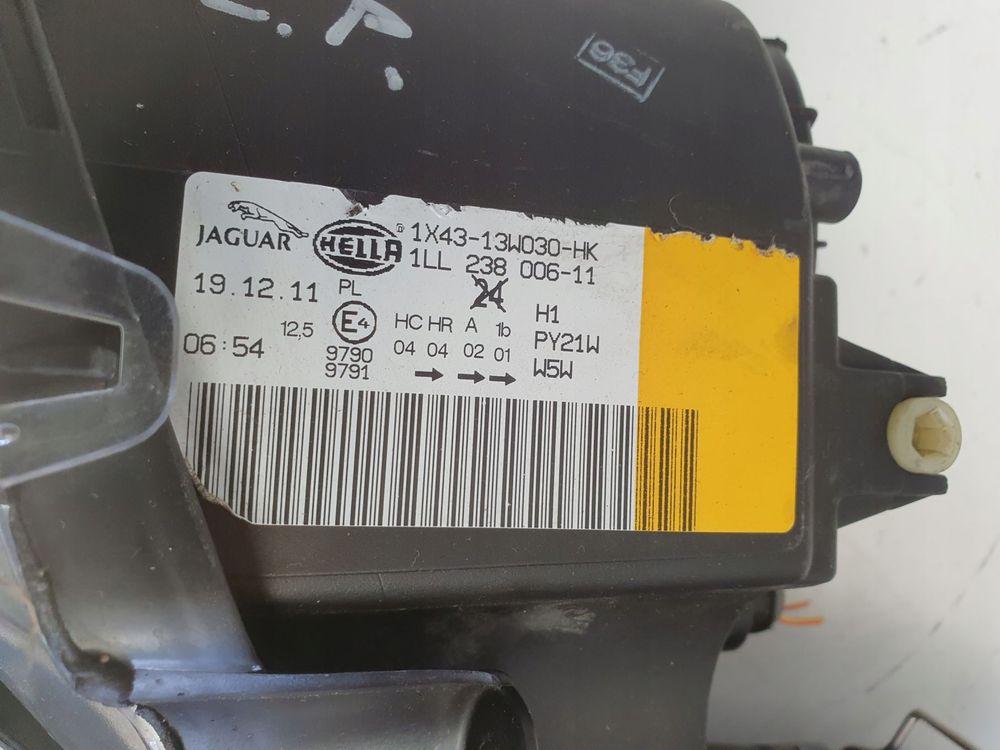 F36
JAGUAR
HELLA
1X43-13W030-HK
1LL 238 006-11
19.12.11 PL 24 H1
12,5 E4 HC HR A 1b PY21W
06:54 9790 04 04 02 01 W5W
9791 → → →